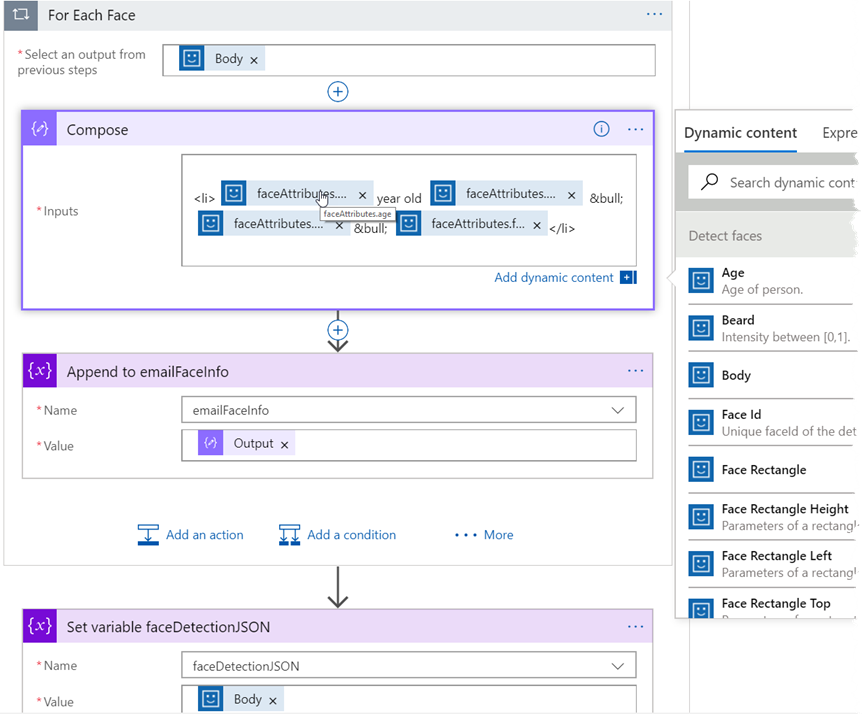 For Each Face
...
*Select an output from
previous steps
Body ×
Compose
...
*Inputs
<li> faceAttributes.... × year old faceAttributes.... × &bull;
faceAttributes.... × &bull; faceAttributes.f... × </li>
faceAttributes.age
Add dynamic content
{x} Append to emailFaceInfo
...
*Name
emailFaceInfo
*Value
Output ×
Add an action
Add a condition
... More
{x} Set variable faceDetectionJSON
...
*Name
faceDetectionJSON
*Value
Body ×
Dynamic content
Expre
Search dynamic cont
Detect faces
Age
Age of person.
Beard
Intensity between [0,1].
Body
Face Id
Unique faceId of the det
Face Rectangle
Face Rectangle Height
Parameters of a rectang
Face Rectangle Left
Parameters of a rectang
Face Rectangle Top